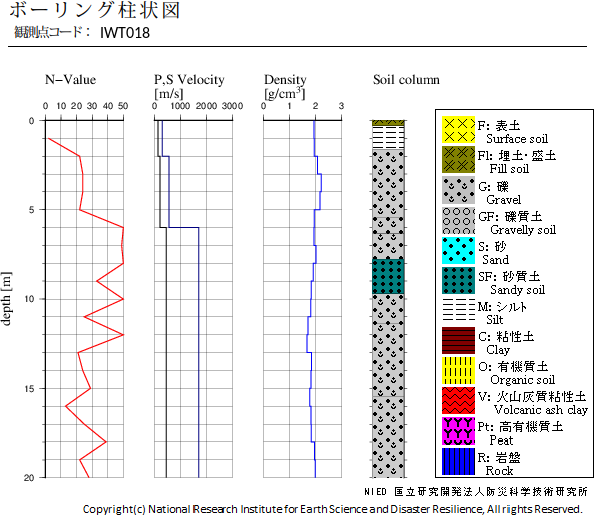 ボーリング柱状図
観測点コード： IWT018
N−Value
P,S Velocity
[m/s]
Density
[g/cm³]
Soil column
0 10 20 30 40 50
0 1000 2000 3000
0 1 2 3
depth [m]
0
5
10
15
20
F: 表土
Surface soil
Fl: 埋土・盛土
Fill soil
G: 礫
Gravel
GF: 礫質土
Gravelly soil
S: 砂
Sand
SF: 砂質土
Sandy soil
M: シルト
Silt
C: 粘性土
Clay
O: 有機質土
Organic soil
V: 火山灰質粘性土
Volcanic ash clay
Pt: 高有機質土
Peat
R: 岩盤
Rock
NIED 国立研究開発法人防災科学技術研究所
Copyright(c) National Research Institute for Earth Science and Disaster Resilience, All rights Reserved.